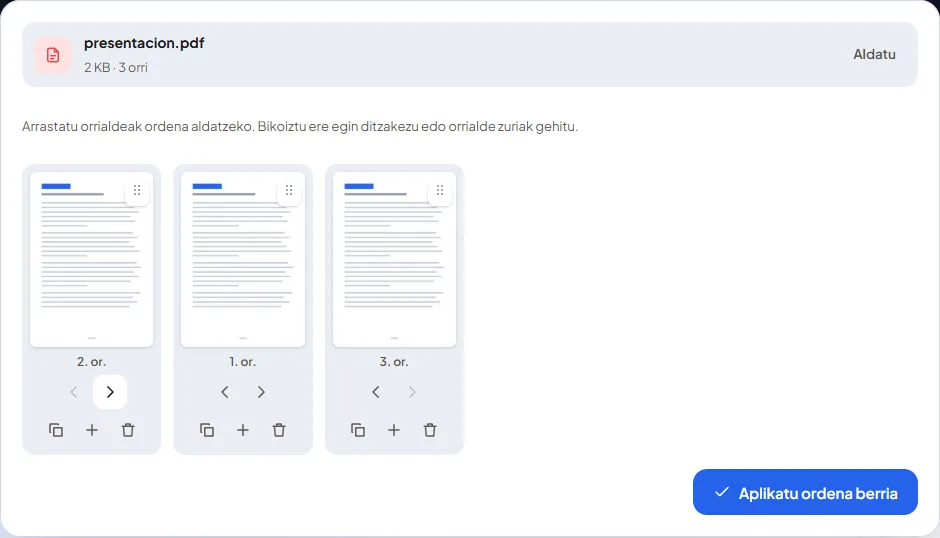 presentacion.pdf
2 KB · 3 orri
Aldatu
Arrastatu orrialdeak ordena aldatzeko. Bikoiztu ere egin ditzakezu edo orrialde zuriak gehitu.
2. or.
1. or.
3. or.
Aplikatu ordena berria